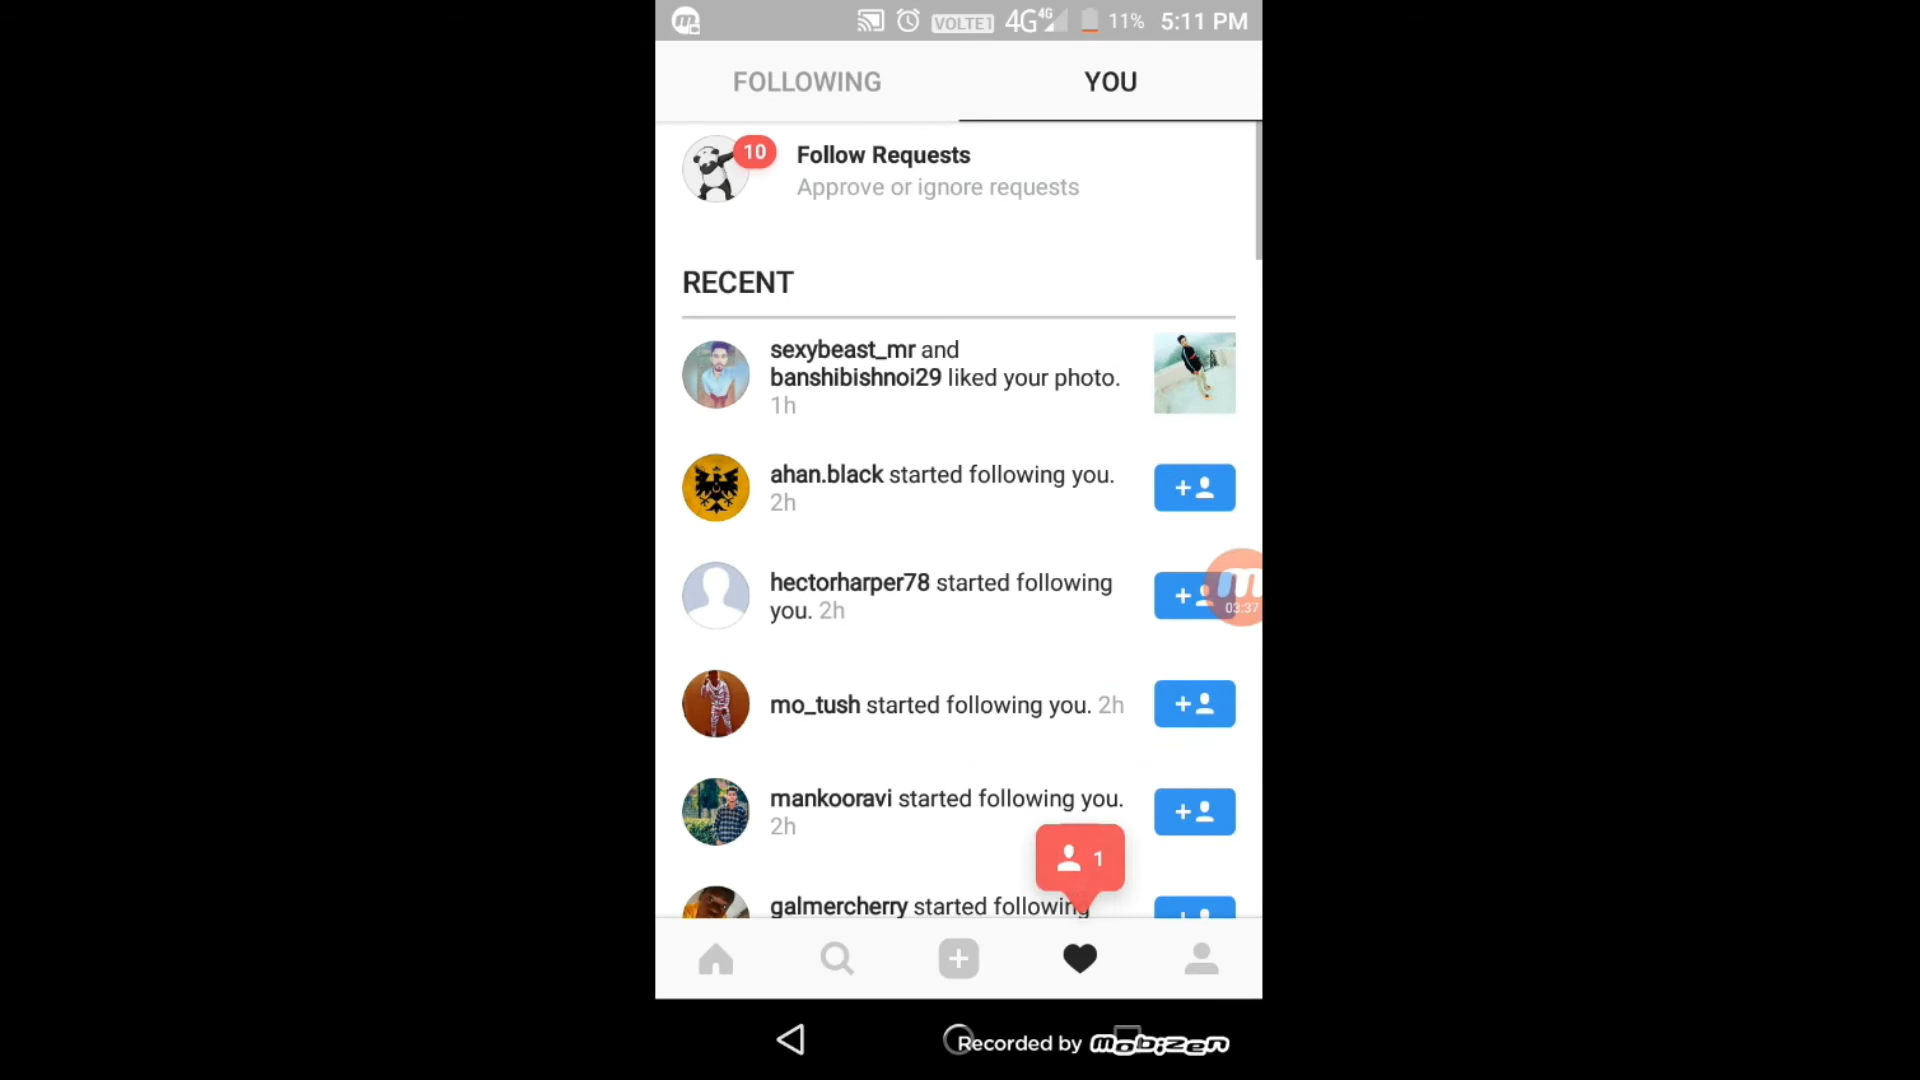 VOLTE1 4G 4G 11% 5:11 PM
FOLLOWING YOU
10
Follow Requests
Approve or ignore requests
RECENT
sexybeast_mr and
banshibishnoi29 liked your photo.
1h
ahan.black started following you.
2h
hectorharper78 started following
you. 2h
03:37
mo_tush started following you. 2h
mankooravi started following you.
2h
1
galmercherry started following
Recorded by mobizen